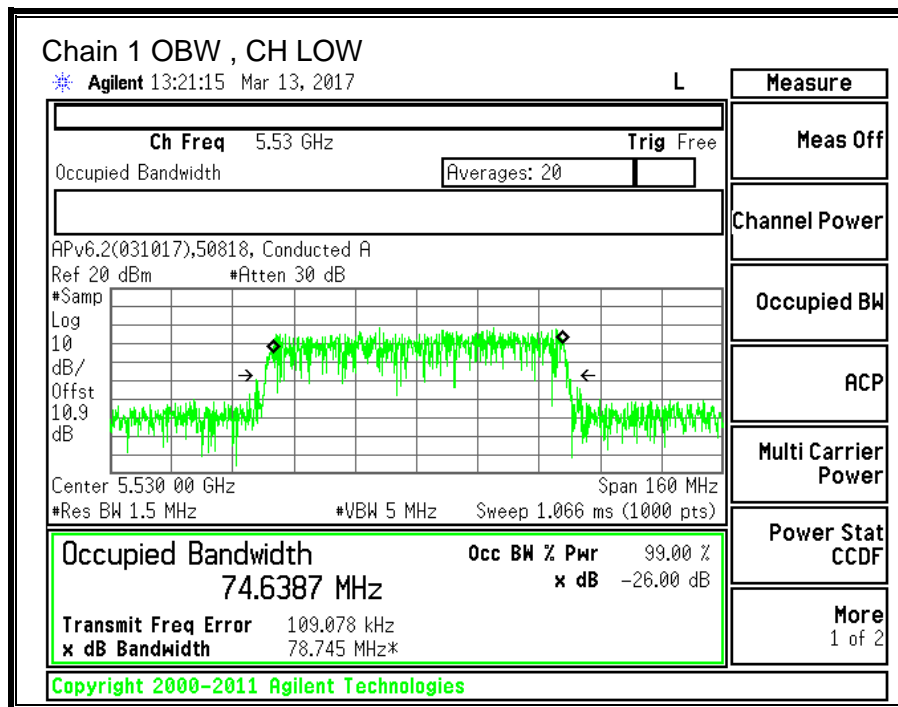 Chain 1 OBW , CH LOW
Agilent 13:21:15 Mar 13, 2017 L
Measure
Ch Freq 5.53 GHz Trig Free
Meas Off
Occupied Bandwidth Averages: 20
Channel Power
APv6.2(031017),50818, Conducted A
Ref 20 dBm #Atten 30 dB
#Samp
Log
10
dB/
Offst
10.9
dB
Occupied BW
ACP
Multi Carrier
Power
Center 5.530 00 GHz Span 160 MHz
#Res BW 1.5 MHz #VBW 5 MHz Sweep 1.066 ms (1000 pts)
Power Stat
CCDF
Occupied Bandwidth Occ BW % Pwr 99.00 %
74.6387 MHz x dB -26.00 dB
Transmit Freq Error 109.078 kHz
x dB Bandwidth 78.745 MHz*
More
1 of 2
Copyright 2000-2011 Agilent Technologies